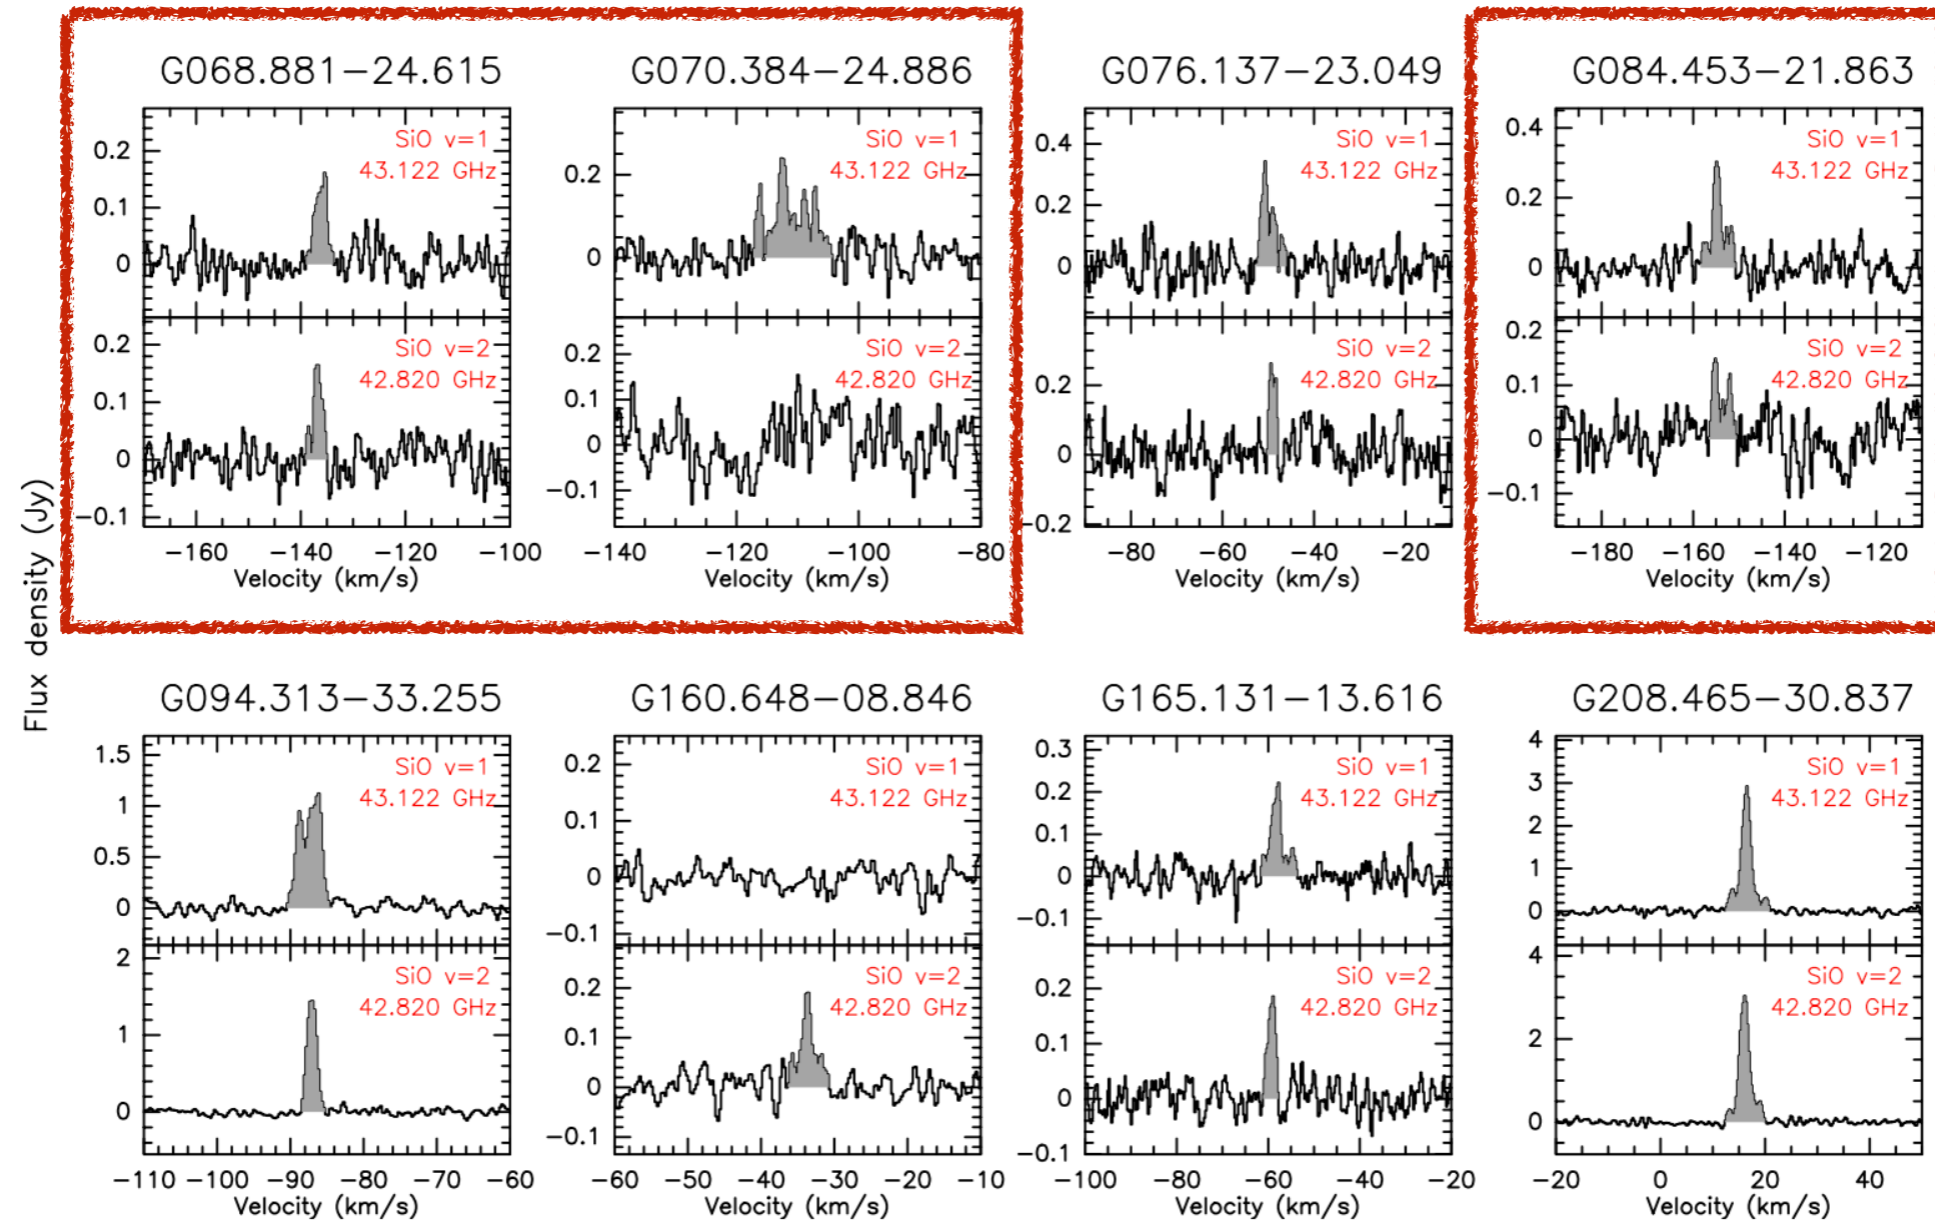 G068.881−24.615
G070.384−24.886
G076.137−23.049
G084.453−21.863
SiO v=1
43.122 GHz
0.2
0.1
0
SiO v=2
42.820 GHz
0.2
0.1
0
−0.1
−160 −140 −120 −100
Velocity (km/s)
SiO v=1
43.122 GHz
0.2
0
SiO v=2
42.820 GHz
0.2
0.1
0
−0.1
−140 −120 −100 −80
Velocity (km/s)
SiO v=1
43.122 GHz
0.4
0.2
0
SiO v=2
42.820 GHz
0.2
0
−0.2
−80 −60 −40 −20
Velocity (km/s)
SiO v=1
43.122 GHz
0.4
0.2
0
SiO v=2
42.820 GHz
0.2
0.1
0
−0.1
−180 −160 −140 −120
Velocity (km/s)
Flux density (Jy)
G094.313−33.255
G160.648−08.846
G165.131−13.616
G208.465−30.837
SiO v=1
43.122 GHz
1.5
1
0.5
0
SiO v=2
42.820 GHz
2
1
0
−110 −100 −90 −80 −70 −60
Velocity (km/s)
SiO v=1
43.122 GHz
0.2
0.1
0
−0.1
SiO v=2
42.820 GHz
0.2
0.1
0
−0.1
−60 −50 −40 −30 −20 −10
Velocity (km/s)
SiO v=1
43.122 GHz
0.3
0.2
0.1
0
−0.1
SiO v=2
42.820 GHz
0.2
0.1
0
−0.1
−100 −80 −60 −40 −20
Velocity (km/s)
SiO v=1
43.122 GHz
4
3
2
1
0
SiO v=2
42.820 GHz
4
2
0
−20 0 20 40
Velocity (km/s)